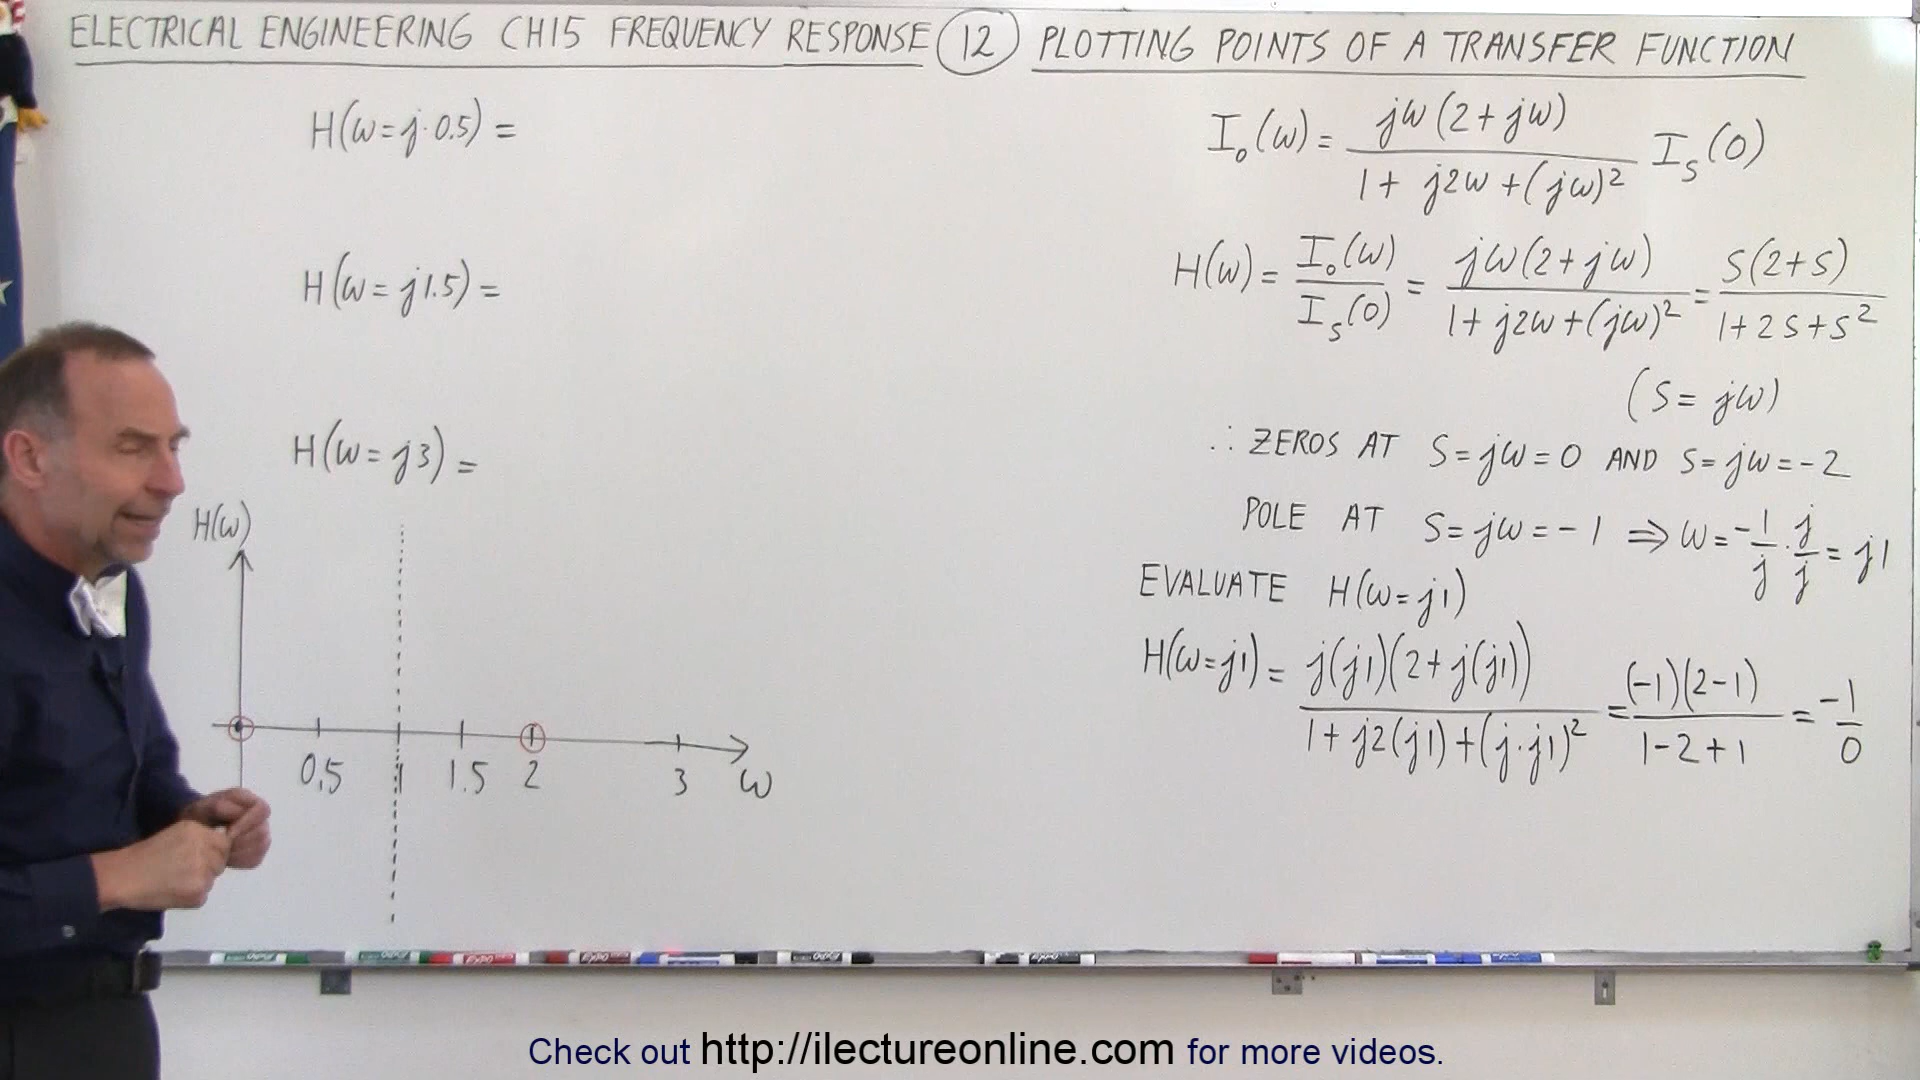 ELECTRICAL ENGINEERING CH15 FREQUENCY RESPONSE (12) PLOTTING POINTS OF A TRANSFER FUNCTION
H(ω=j·0.5) =
H(ω=j1.5) =
H(ω=j3) =
H(ω)
0.5 1 1.5 2 3 ω
I₀(ω) = jω(2+jω) / 1+j2ω+(jω)² I_S(0)
H(ω) = I₀(ω) / I_S(0) = jω(2+jω) / 1+j2ω+(jω)² = S(2+S) / 1+2S+S²
(S=jω)
∴ ZEROS AT S=jω=0 AND S=jω=-2
POLE AT S=jω=-1 ⇒ ω=-1/j · j/j = j1
EVALUATE H(ω=j1)
H(ω=j1) = j(j1)(2+j(j1)) / 1+j2(j1)+(j·j1)² = (-1)(2-1) / 1-2+1 = -1/0
EXPO EXPO
Check out http://ilectureonline.com for more videos.